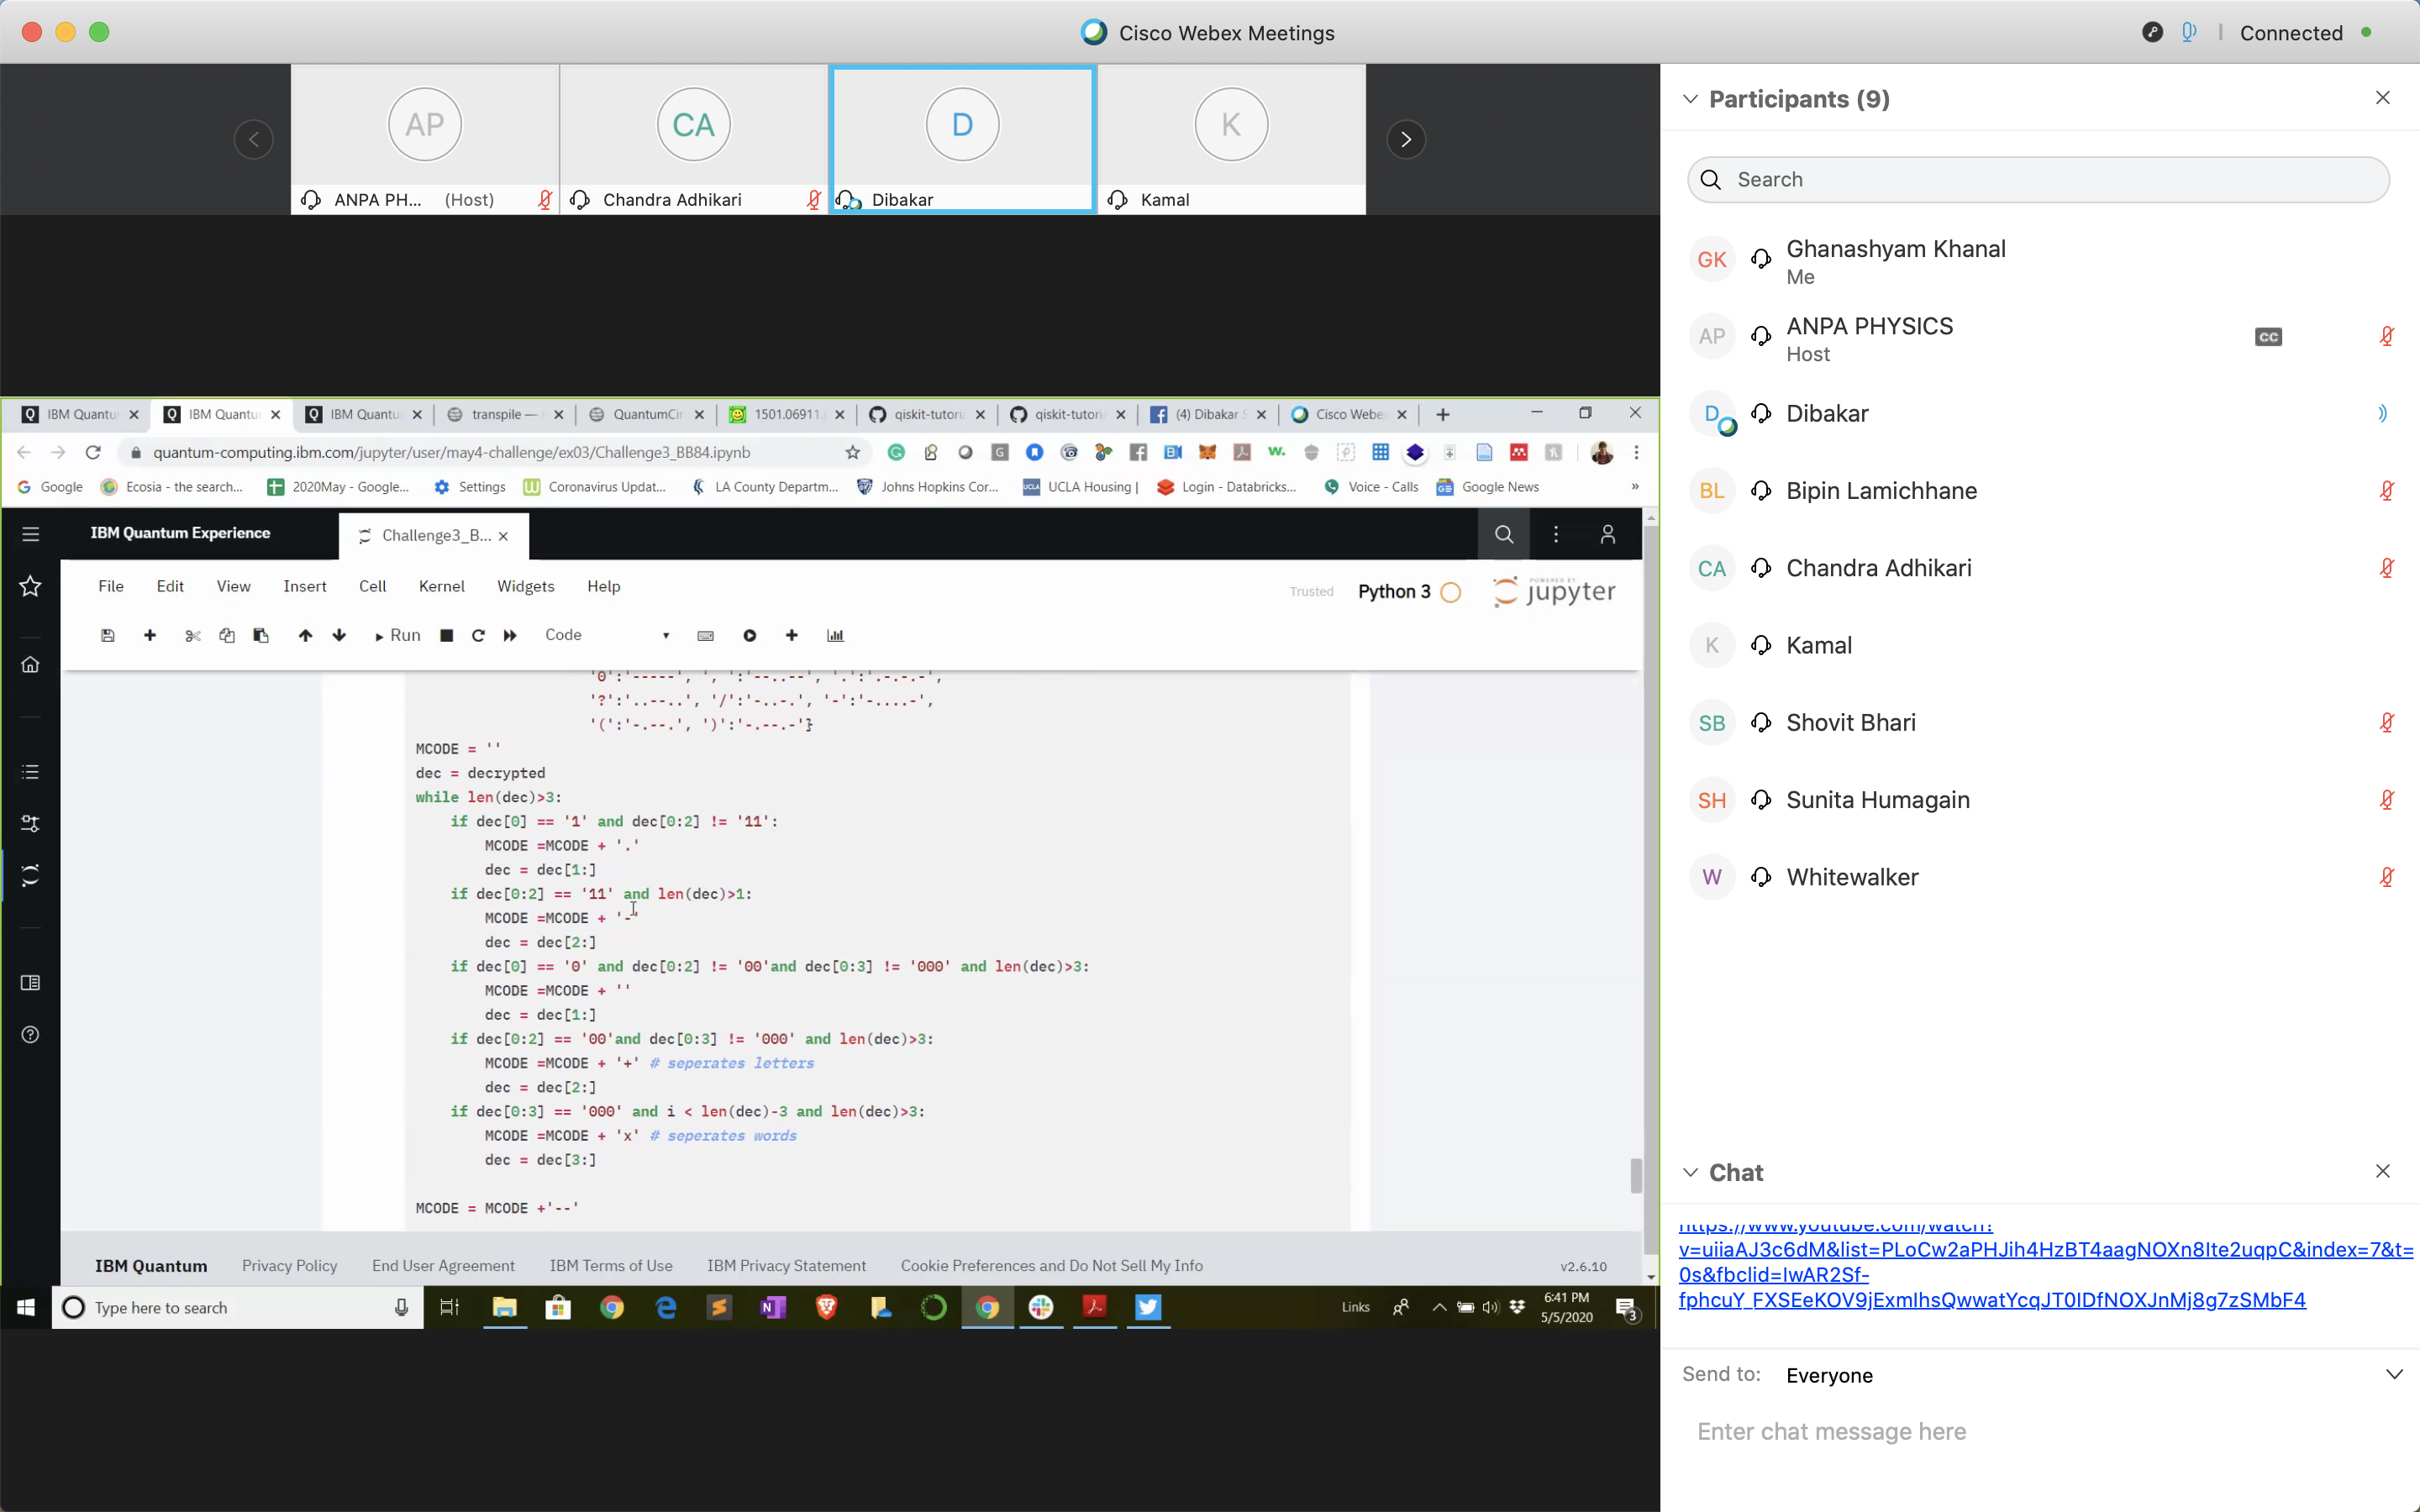 Cisco Webex Meetings
Connected
AP
CA
D
K
ANPA PH... (Host)
Chandra Adhikari
Dibakar
Kamal
Participants (9)
Search
GK
Ghanashyam Khanal
Me
AP
ANPA PHYSICS
Host
CC
D
Dibakar
BL
Bipin Lamichhane
CA
Chandra Adhikari
K
Kamal
SB
Shovit Bhari
SH
Sunita Humagain
W
Whitewalker
IBM Quantu
IBM Quantu
IBM Quantu
transpile —
QuantumCir
1501.06911.
qiskit-tutori
qiskit-tutori
(4) Dibakar S
Cisco Webe
quantum-computing.ibm.com/jupyter/user/may4-challenge/ex03/Challenge3_BB84.ipynb
Google
Ecosia - the search...
2020May - Google...
Settings
Coronavirus Updat...
LA County Departm...
Johns Hopkins Cor...
UCLA Housing |
Login - Databricks...
Voice - Calls
Google News
»
IBM Quantum Experience
Challenge3_B...
File Edit View Insert Cell Kernel Widgets Help
Trusted
Python 3
POWERED BY
jupyter
Run
Code
'0':'-----', ', ':'--..--', '.':'.-.-.-',
'?':'..--..', '/':'-..-.', '-':'-....-',
'(':'-.--.', ')':'-.--.-'}
MCODE = ''
dec = decrypted
while len(dec)>3:
if dec[0] == '1' and dec[0:2] != '11':
MCODE =MCODE + '.'
dec = dec[1:]
if dec[0:2] == '11' and len(dec)>1:
MCODE =MCODE + '-'
dec = dec[2:]
if dec[0] == '0' and dec[0:2] != '00'and dec[0:3] != '000' and len(dec)>3:
MCODE =MCODE + ''
dec = dec[1:]
if dec[0:2] == '00'and dec[0:3] != '000' and len(dec)>3:
MCODE =MCODE + '+' # seperates letters
dec = dec[2:]
if dec[0:3] == '000' and i < len(dec)-3 and len(dec)>3:
MCODE =MCODE + 'x' # seperates words
dec = dec[3:]
MCODE = MCODE +'--'
IBM Quantum
Privacy Policy
End User Agreement
IBM Terms of Use
IBM Privacy Statement
Cookie Preferences and Do Not Sell My Info
v2.6.10
Type here to search
Links
6:41 PM
5/5/2020
3
Chat
https://www.youtube.com/watch?
v=uiiaAJ3c6dM&list=PLoCw2aPHJih4HzBT4aagNOXn8Ite2uqpC&index=7&t=
0s&fbclid=IwAR2Sf-
fphcuY_FXSEeKOV9jExmIhsQwwatYcqJT0IDfNOXJnMj8g7zSMbF4
Send to: Everyone
Enter chat message here